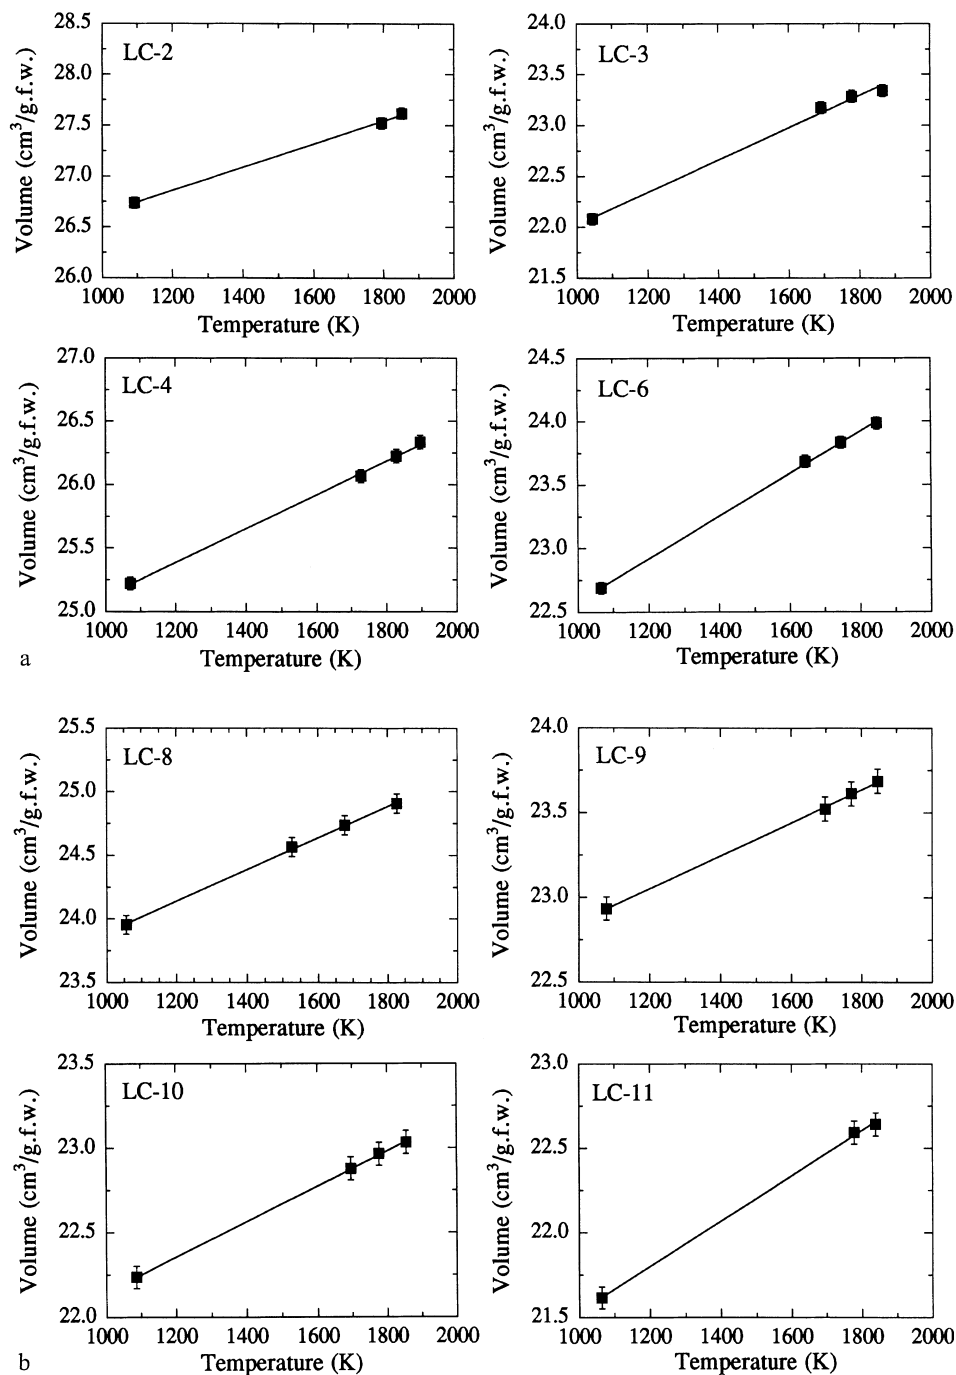 a
LC-2
28.5
28.0
27.5
27.0
26.5
26.0
Volume (cm³/g.f.w.)
1000 1200 1400 1600 1800 2000
Temperature (K)
LC-3
24.0
23.5
23.0
22.5
22.0
21.5
Volume (cm³/g.f.w.)
1000 1200 1400 1600 1800 2000
Temperature (K)
LC-4
27.0
26.5
26.0
25.5
25.0
Volume (cm³/g.f.w.)
1000 1200 1400 1600 1800 2000
Temperature (K)
LC-6
24.5
24.0
23.5
23.0
22.5
Volume (cm³/g.f.w.)
1000 1200 1400 1600 1800 2000
Temperature (K)
LC-8
25.5
25.0
24.5
24.0
23.5
Volume (cm³/g.f.w.)
1000 1200 1400 1600 1800 2000
Temperature (K)
LC-9
24.0
23.5
23.0
22.5
Volume (cm³/g.f.w.)
1000 1200 1400 1600 1800 2000
Temperature (K)
LC-10
23.5
23.0
22.5
22.0
Volume (cm³/g.f.w.)
1000 1200 1400 1600 1800 2000
Temperature (K)
LC-11
23.0
22.5
22.0
21.5
Volume (cm³/g.f.w.)
1000 1200 1400 1600 1800 2000
Temperature (K)
b